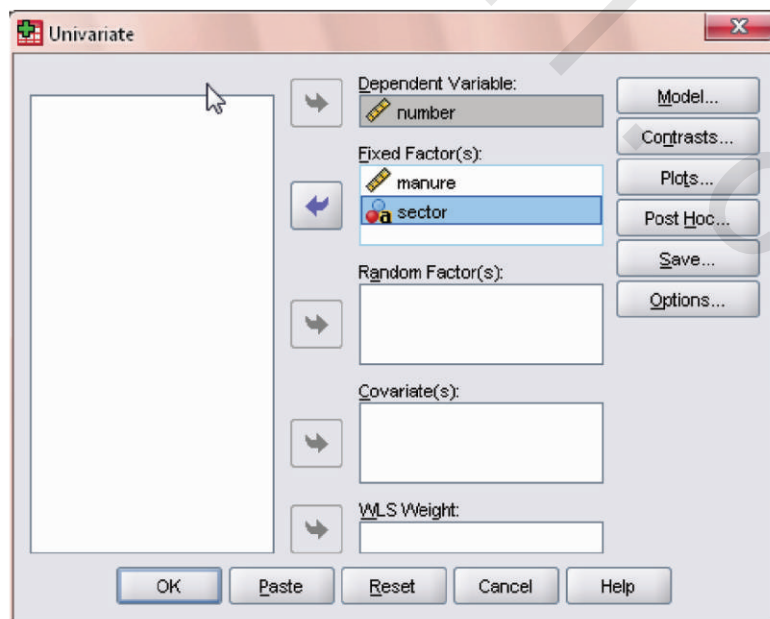 Univariate
Dependent Variable:
number
Fixed Factor(s):
manure
a sector
Random Factor(s):
Covariate(s):
WLS Weight:
Model...
Contrasts...
Plots...
Post Hoc...
Save...
Options...
OK
Paste
Reset
Cancel
Help